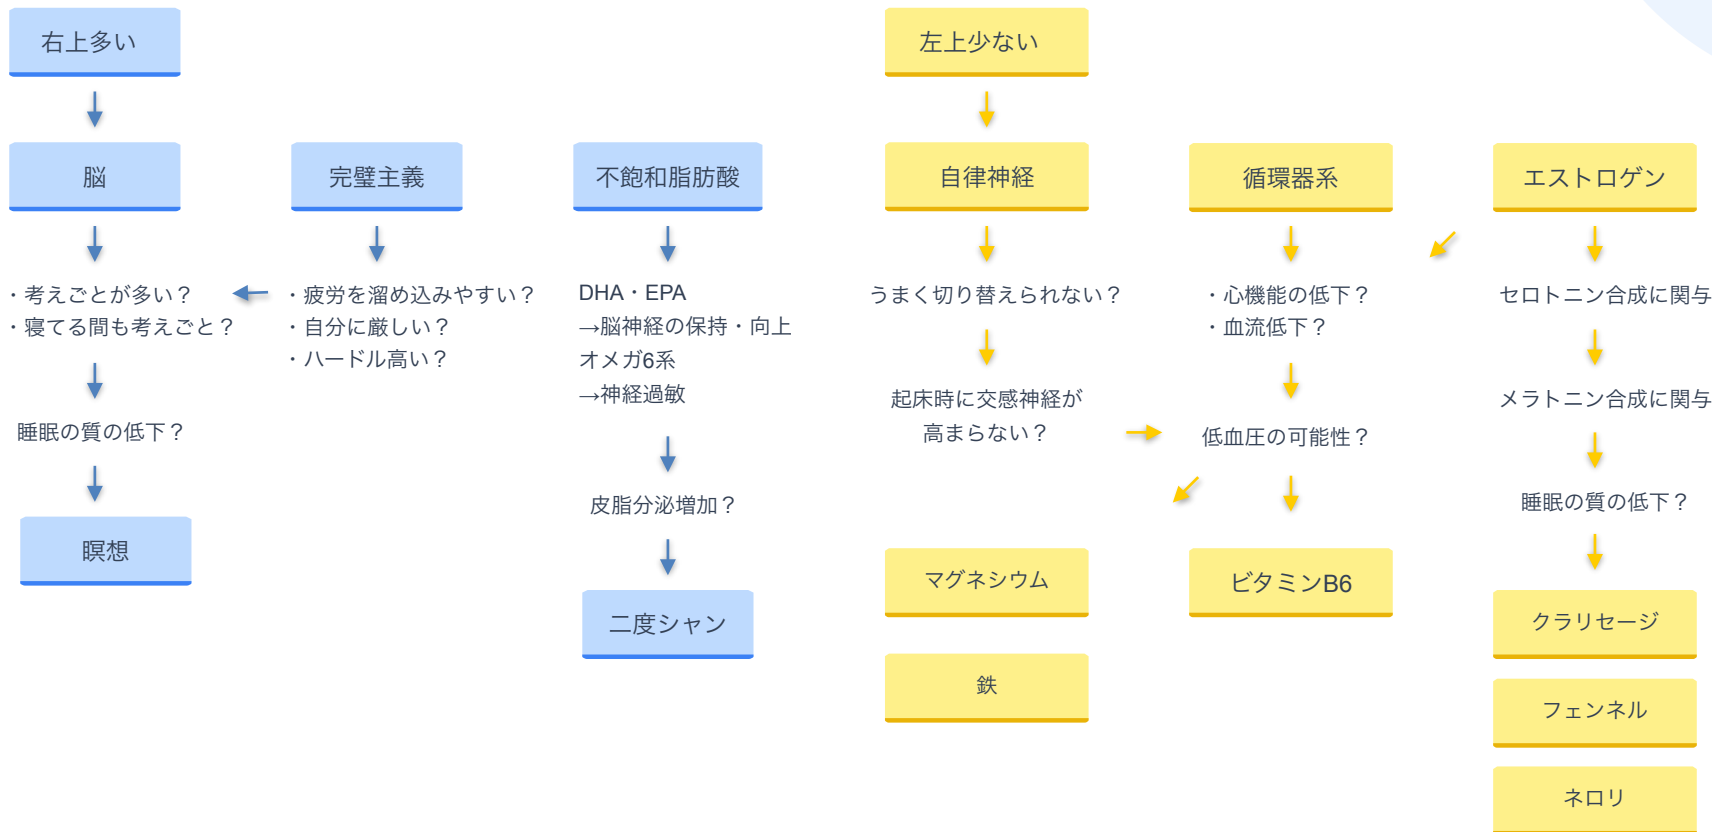 右上多い
脳
・考えごとが多い？
・寝てる間も考えごと？
睡眠の質の低下？
瞑想
完璧主義
・疲労を溜め込みやすい？
・自分に厳しい？
・ハードル高い？
不飽和脂肪酸
DHA・EPA
→脳神経の保持・向上
オメガ6系
→神経過敏
皮脂分泌増加？
二度シャン
左上少ない
自律神経
うまく切り替えられない？
起床時に交感神経が
高まらない？
マグネシウム
鉄
循環器系
・心機能の低下？
・血流低下？
低血圧の可能性？
ビタミンB6
エストロゲン
セロトニン合成に関与
メラトニン合成に関与
睡眠の質の低下？
クラリセージ
フェンネル
ネロリ